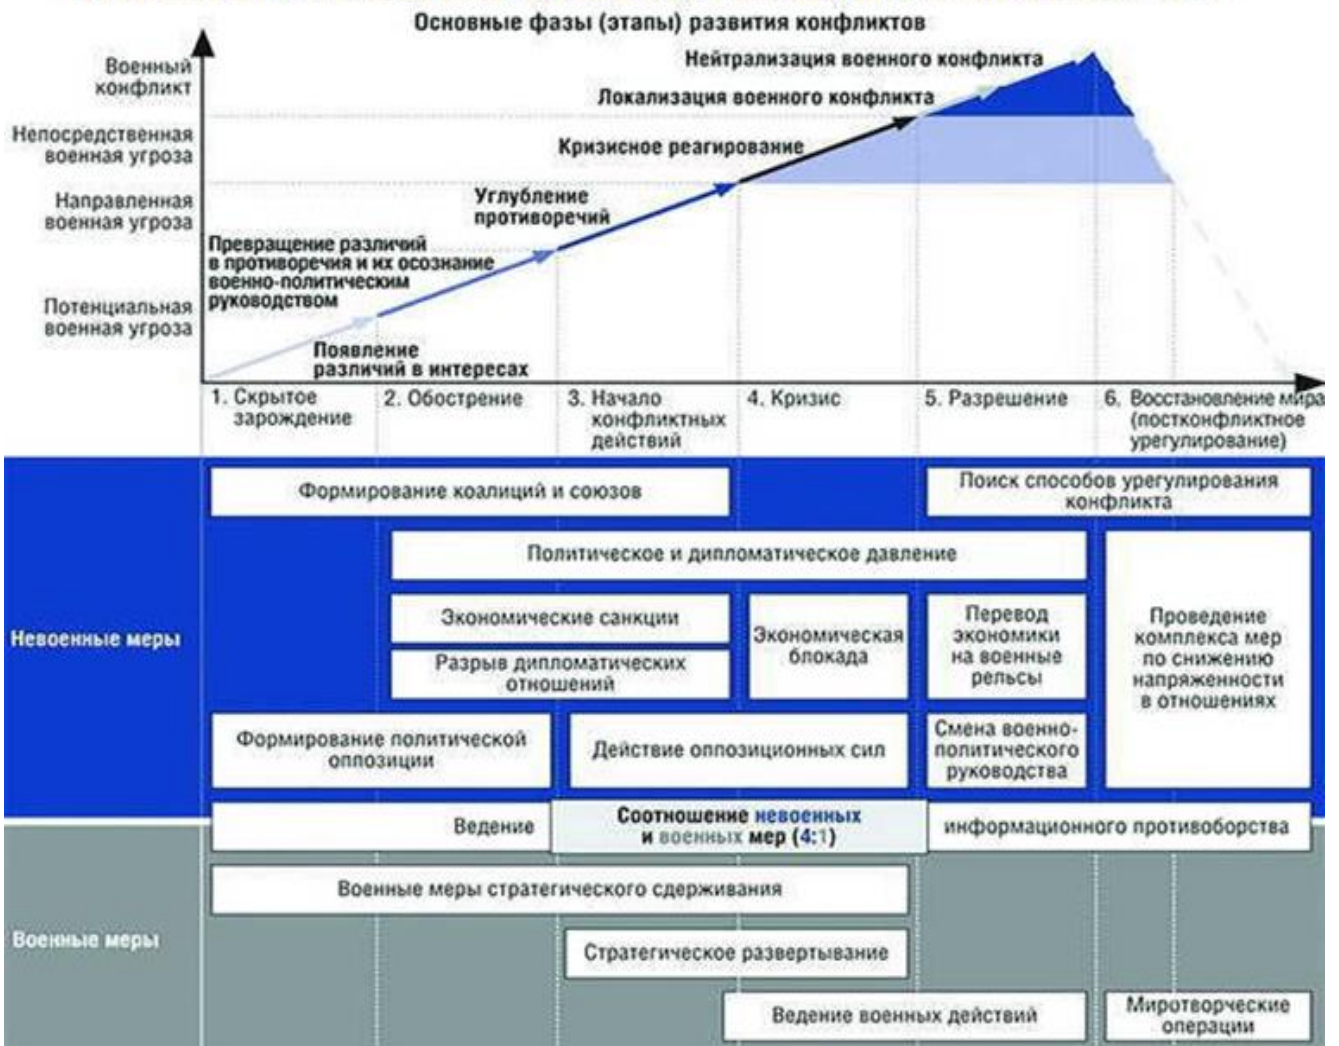 Основные фазы (этапы) развития конфликтов
Военный
конфликт
Непосредственная
военная угроза
Направленная
военная угроза
Потенциальная
военная угроза
Нейтрализация военного конфликта
Локализация военного конфликта
Кризисное реагирование
Углубление
противоречий
Превращение различий
в противоречия и их осознание
военно-политическим
руководством
Появление
различий в интересах
1. Скрытое
зарождение
2. Обострение
3. Начало
конфликтных
действий
4. Кризис
5. Разрешение
6. Восстановление мира
(постконфликтное
урегулирование)
Невоенные меры
Формирование коалиций и союзов
Поиск способов урегулирования
конфликта
Политическое и дипломатическое давление
Экономические санкции
Разрыв дипломатических
отношений
Экономическая
блокада
Перевод
экономики
на военные
рельсы
Проведение
комплекса мер
по снижению
напряженности
в отношениях
Формирование политической
оппозиции
Действие оппозиционных сил
Смена военно-
политического
руководства
Ведение
Соотношение невоенных
и военных мер (4:1)
информационного противоборства
Военные меры
Военные меры стратегического сдерживания
Стратегическое развертывание
Ведение военных действий
Миротворческие
операции